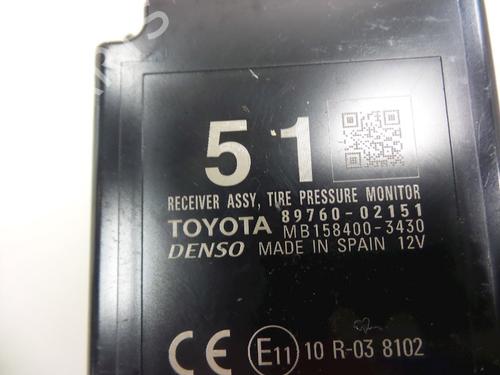 51
RECEIVER ASSY, TIRE PRESSURE MONITOR
TOYOTA 89760-02151
MB158400-3430
DENSO MADE IN SPAIN 12V
CE E11 10 R-03 8102